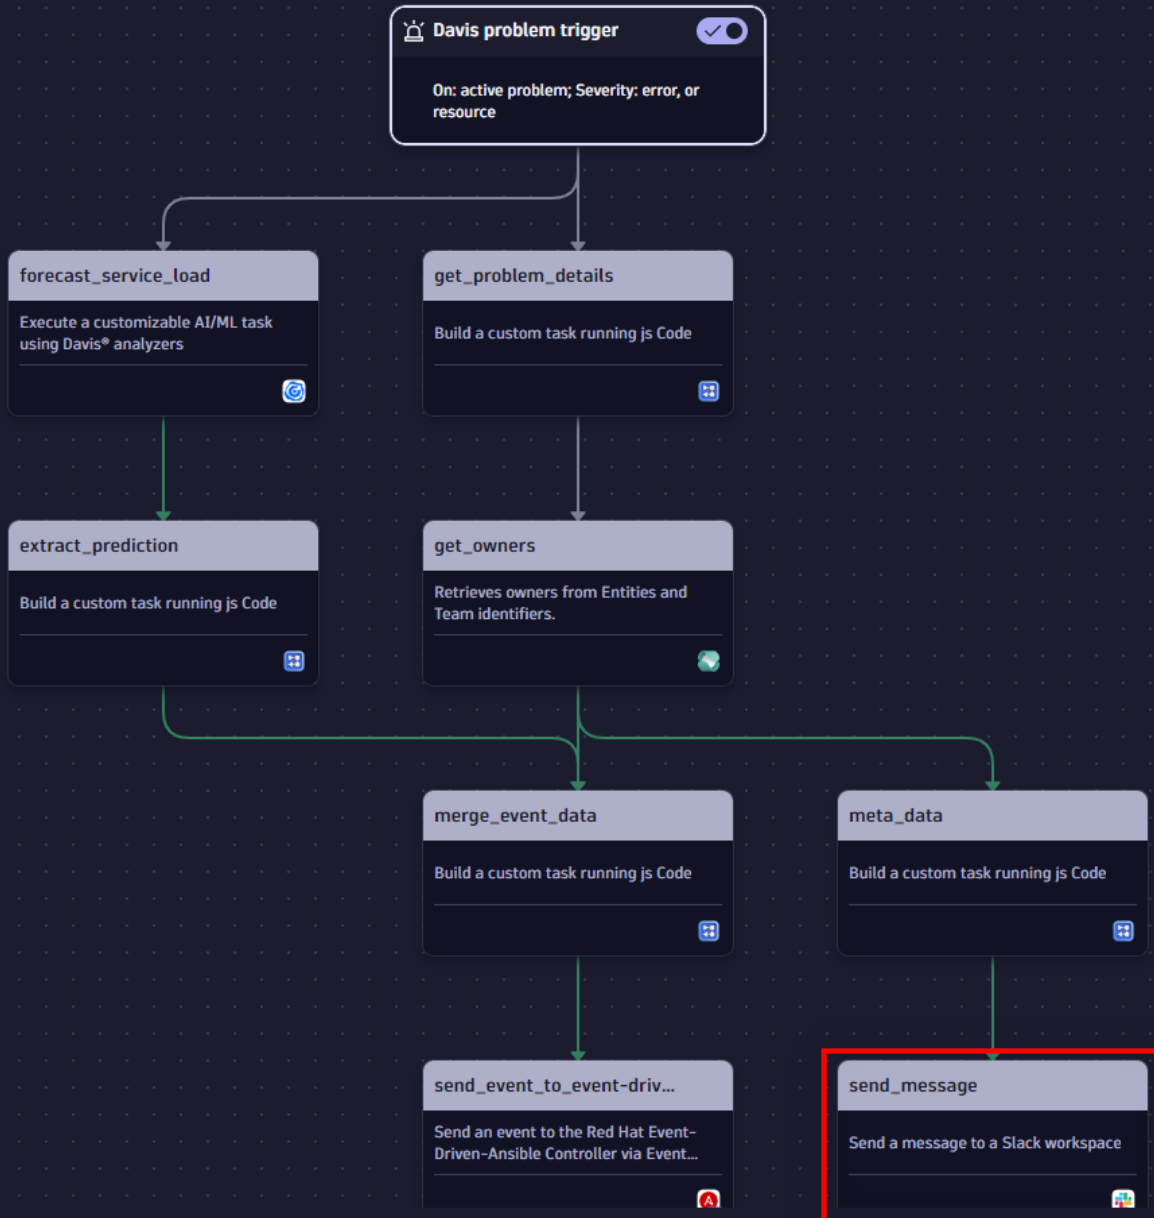 Davis problem trigger
On: active problem; Severity: error, or
resource
forecast_service_load
Execute a customizable AI/ML task
using Davis® analyzers
get_problem_details
Build a custom task running js Code
extract_prediction
Build a custom task running js Code
get_owners
Retrieves owners from Entities and
Team identifiers.
merge_event_data
Build a custom task running js Code
meta_data
Build a custom task running js Code
send_event_to_event-driv...
Send an event to the Red Hat Event-
Driven-Ansible Controller via Event...
A
send_message
Send a message to a Slack workspace